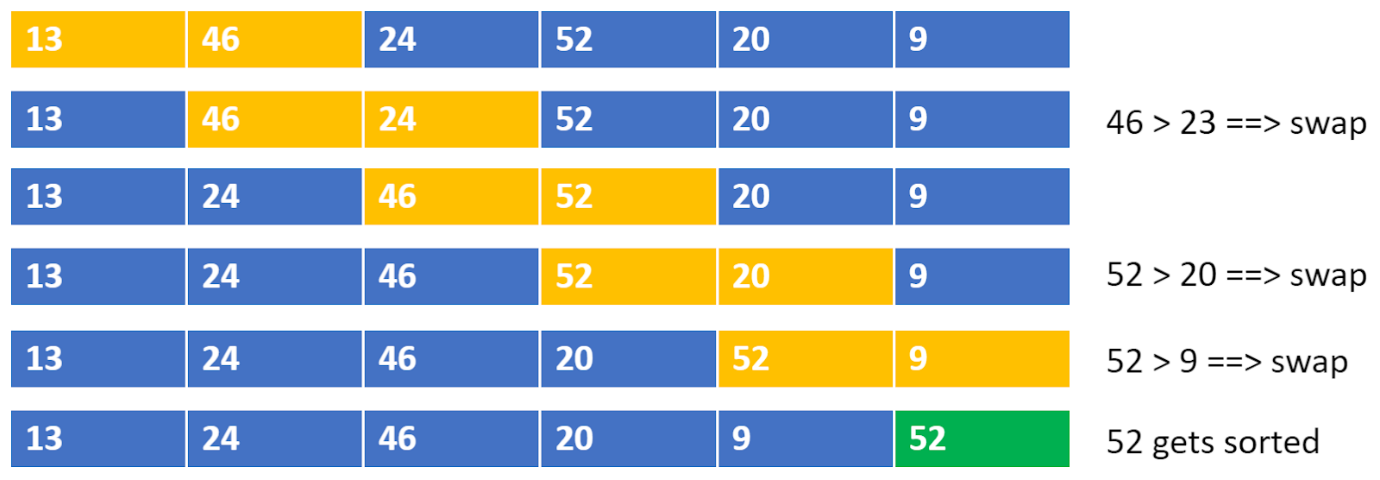 13 46 24 52 20 9
13 46 24 52 20 9 46 > 23 ==> swap
13 24 46 52 20 9
13 24 46 52 20 9 52 > 20 ==> swap
13 24 46 20 52 9 52 > 9 ==> swap
13 24 46 20 9 52 52 gets sorted